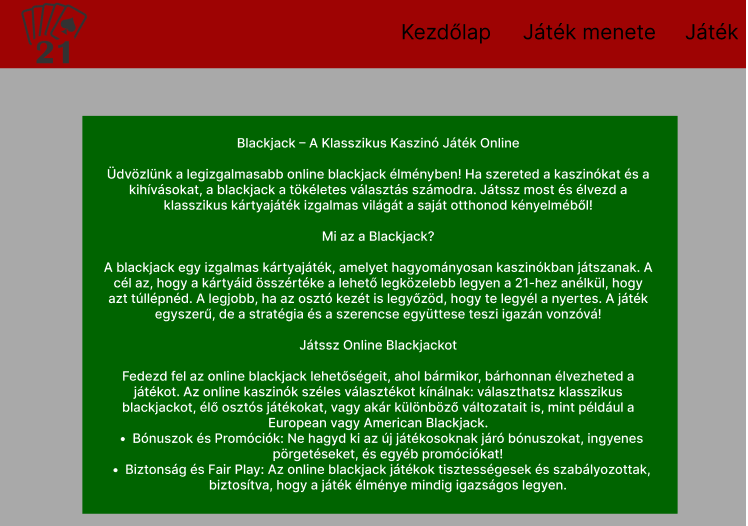 21
Kezdőlap Játék menete Játék
Blackjack – A Klasszikus Kaszinó Játék Online
Üdvözlünk a legizgalmasabb online blackjack élményben! Ha szereted a kaszinókat és a
kihívásokat, a blackjack a tökéletes választás számodra. Játssz most és élvezd a
klasszikus kártyajáték izgalmas világát a saját otthonod kényelméből!
Mi az a Blackjack?
A blackjack egy izgalmas kártyajáték, amelyet hagyományosan kaszinókban játszanak. A
cél az, hogy a kártyáid összértéke a lehető legközelebb legyen a 21-hez anélkül, hogy
azt túllépnéd. A legjobb, ha az osztó kezét is legyőzöd, hogy te legyél a nyertes. A játék
egyszerű, de a stratégia és a szerencse együttese teszi igazán vonzóvá!
Játssz Online Blackjackot
Fedezd fel az online blackjack lehetőségeit, ahol bármikor, bárhonnan élvezheted a
játékot. Az online kaszinók széles választékot kínálnak: választhatsz klasszikus
blackjackot, élő osztós játékokat, vagy akár különböző változatait is, mint például a
European vagy American Blackjack.
• Bónuszok és Promóciók: Ne hagyd ki az új játékosoknak járó bónuszokat, ingyenes
pörgetéseket, és egyéb promóciókat!
• Biztonság és Fair Play: Az online blackjack játékok tisztességesek és szabályozottak,
biztosítva, hogy a játék élménye mindig igazságos legyen.